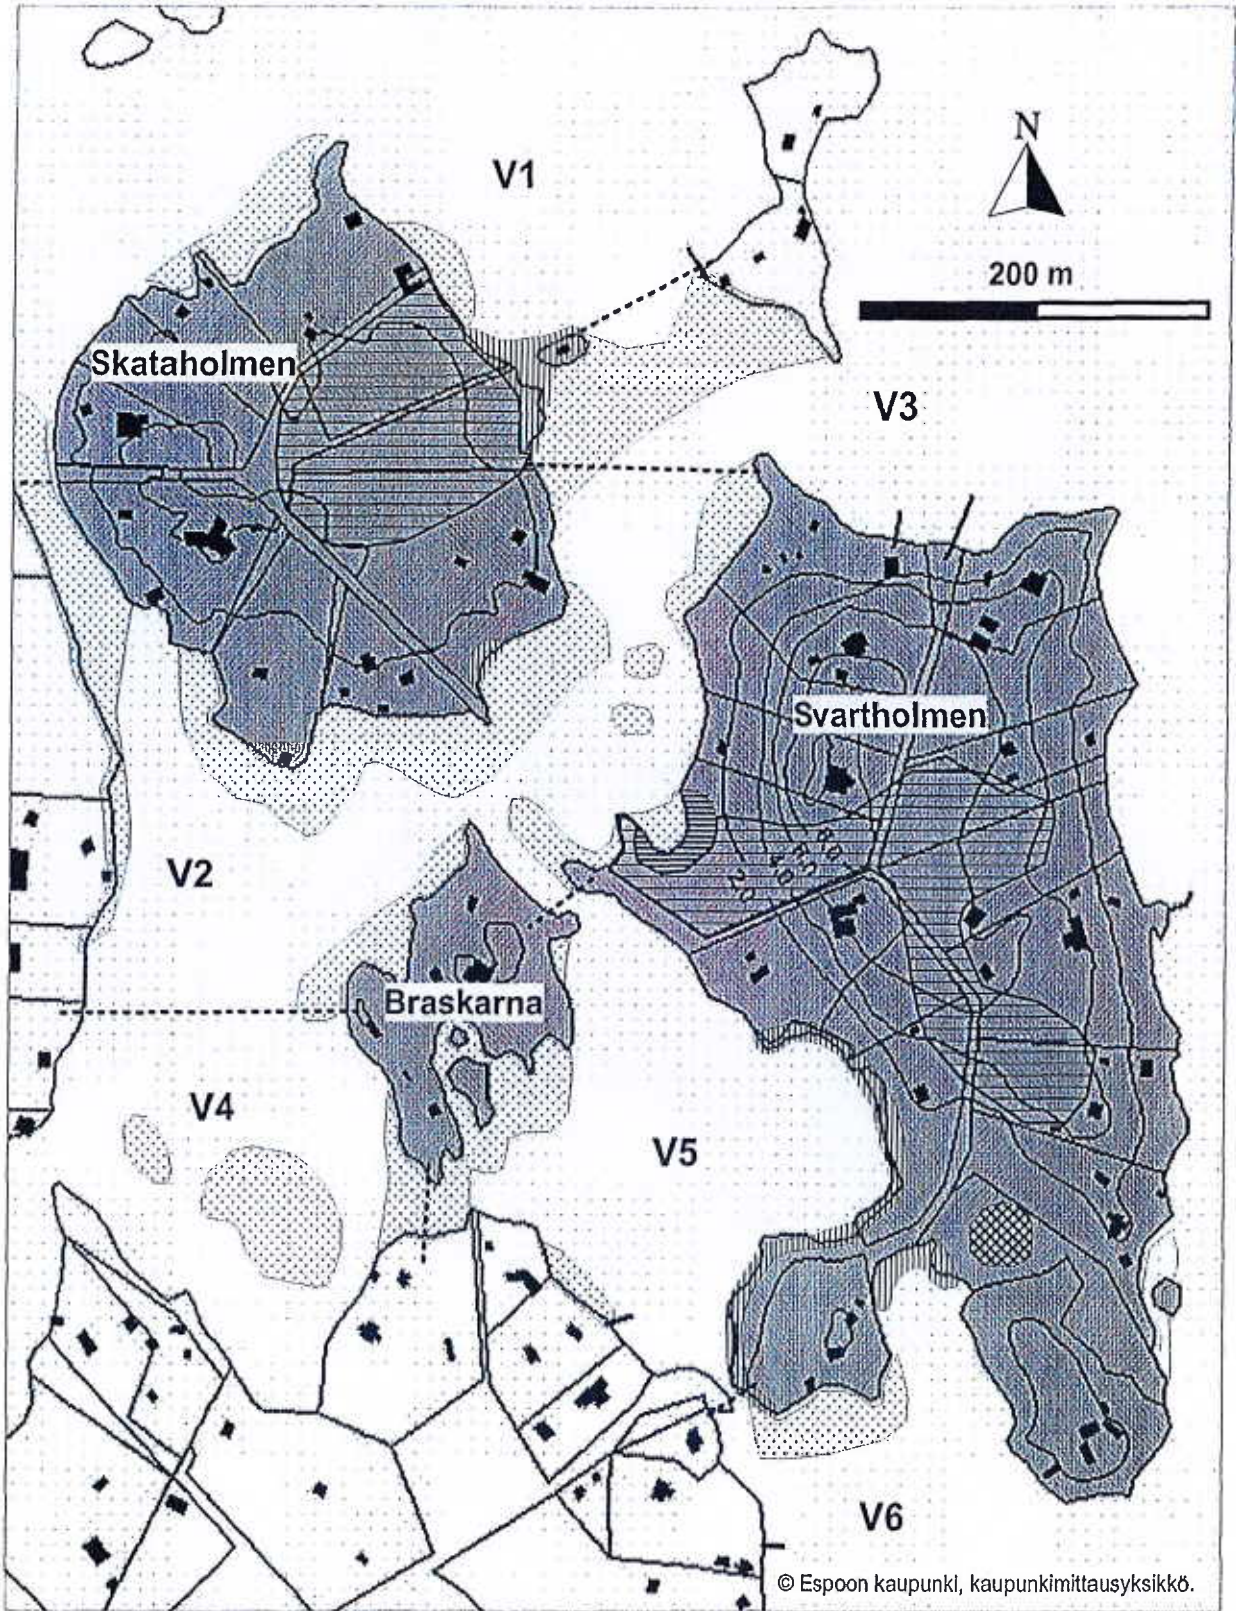 V1
N
200 m
Skataholmen
V3
Svartholmen
V2
Braskarna
V4
V5
V6
© Espoon kaupunki, kaupunkimittausyksikkö.